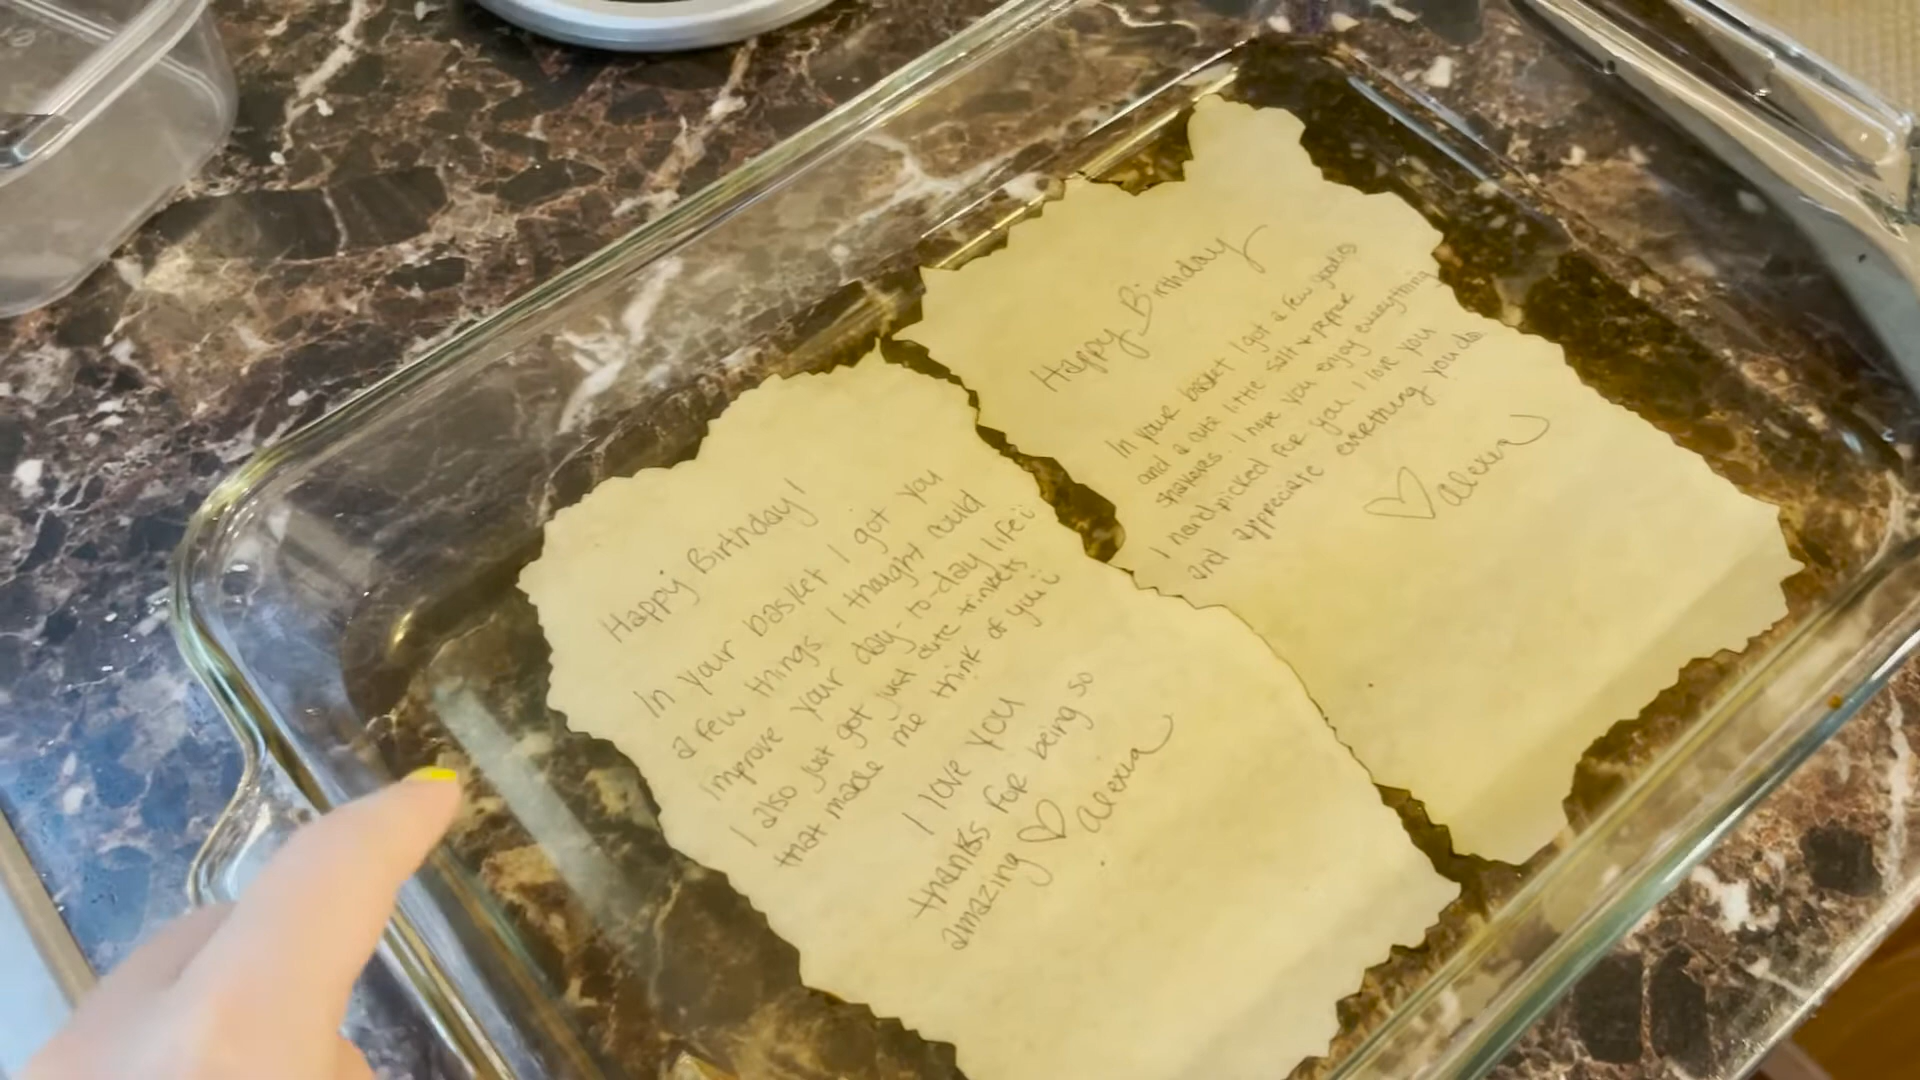 Happy Birthday!
In your basket I got you
a few things I thought could
improve your day-to-day life!
I also just got just cute trinkets
that made me think of you!
I love you
thanks for being so
amazing ♡ Alexia
Happy Birthday
In your basket I got a few goodies
and a cute little salt + pepper
shakers. I hope you enjoy everything
I hand picked for you. I love you
and appreciate everything you do
♡ Alexia